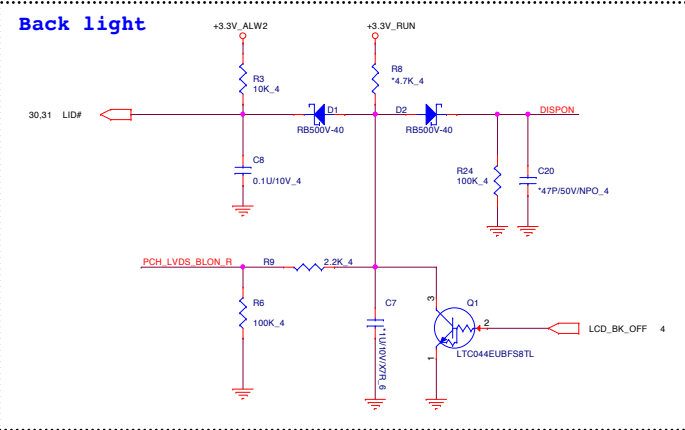 Back light
+3.3V_ALW2
+3.3V_RUN
R3
10K_4
R8
*4.7K_4
30,31 LID#
D1
RB500V-40
D2
RB500V-40
DISPON
C8
0.1U/10V_4
R24
100K_4
C20
*47P/50V/NPO_4
PCH_LVDS_BLON_R
R9
2.2K_4
R6
100K_4
C7
*1U/10V/X7R_6
3
Q1
2
1
LTC044EUBFS8TL
LCD_BK_OFF 4